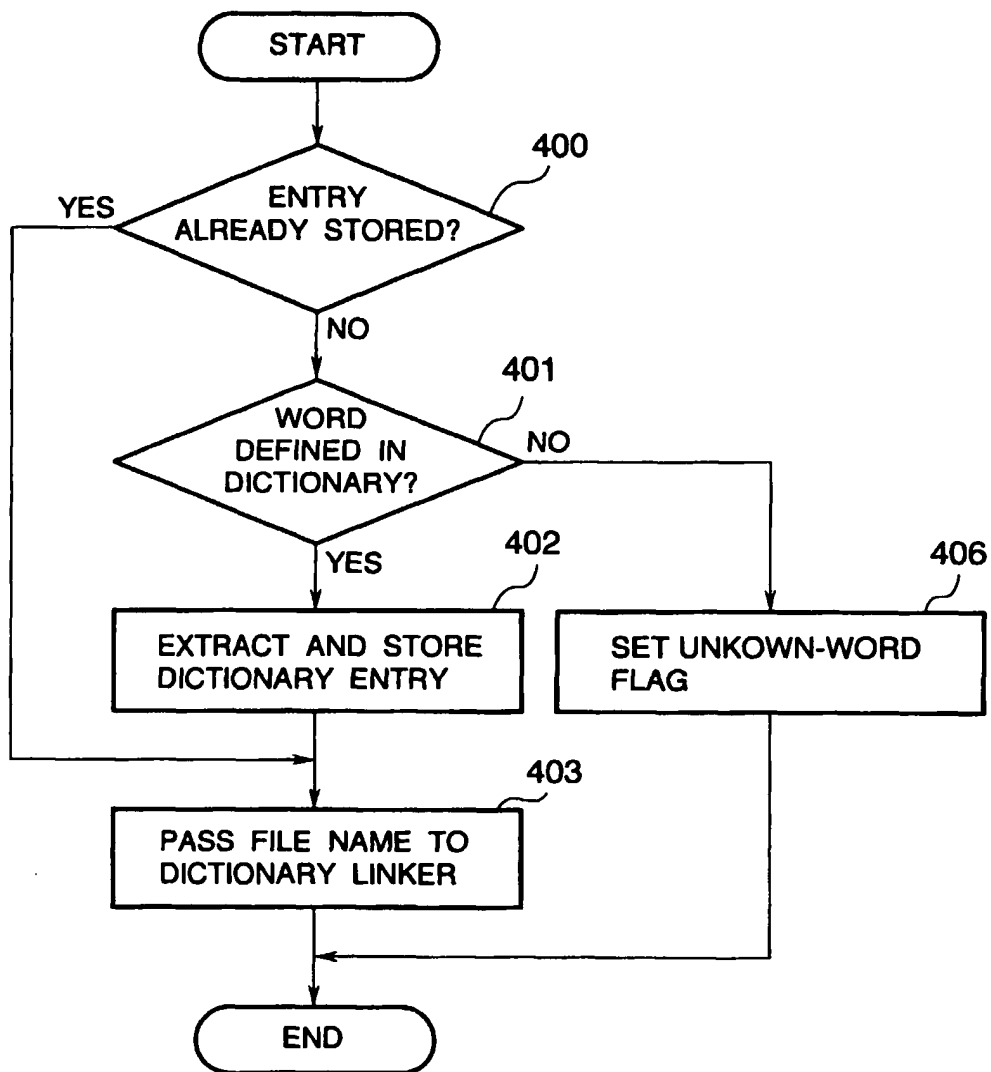 START
400
ENTRY
ALREADY STORED?
YES
NO
401
WORD
DEFINED IN
DICTIONARY?
NO
YES
402
EXTRACT AND STORE
DICTIONARY ENTRY
406
SET UNKOWN-WORD
FLAG
403
PASS FILE NAME TO
DICTIONARY LINKER
END